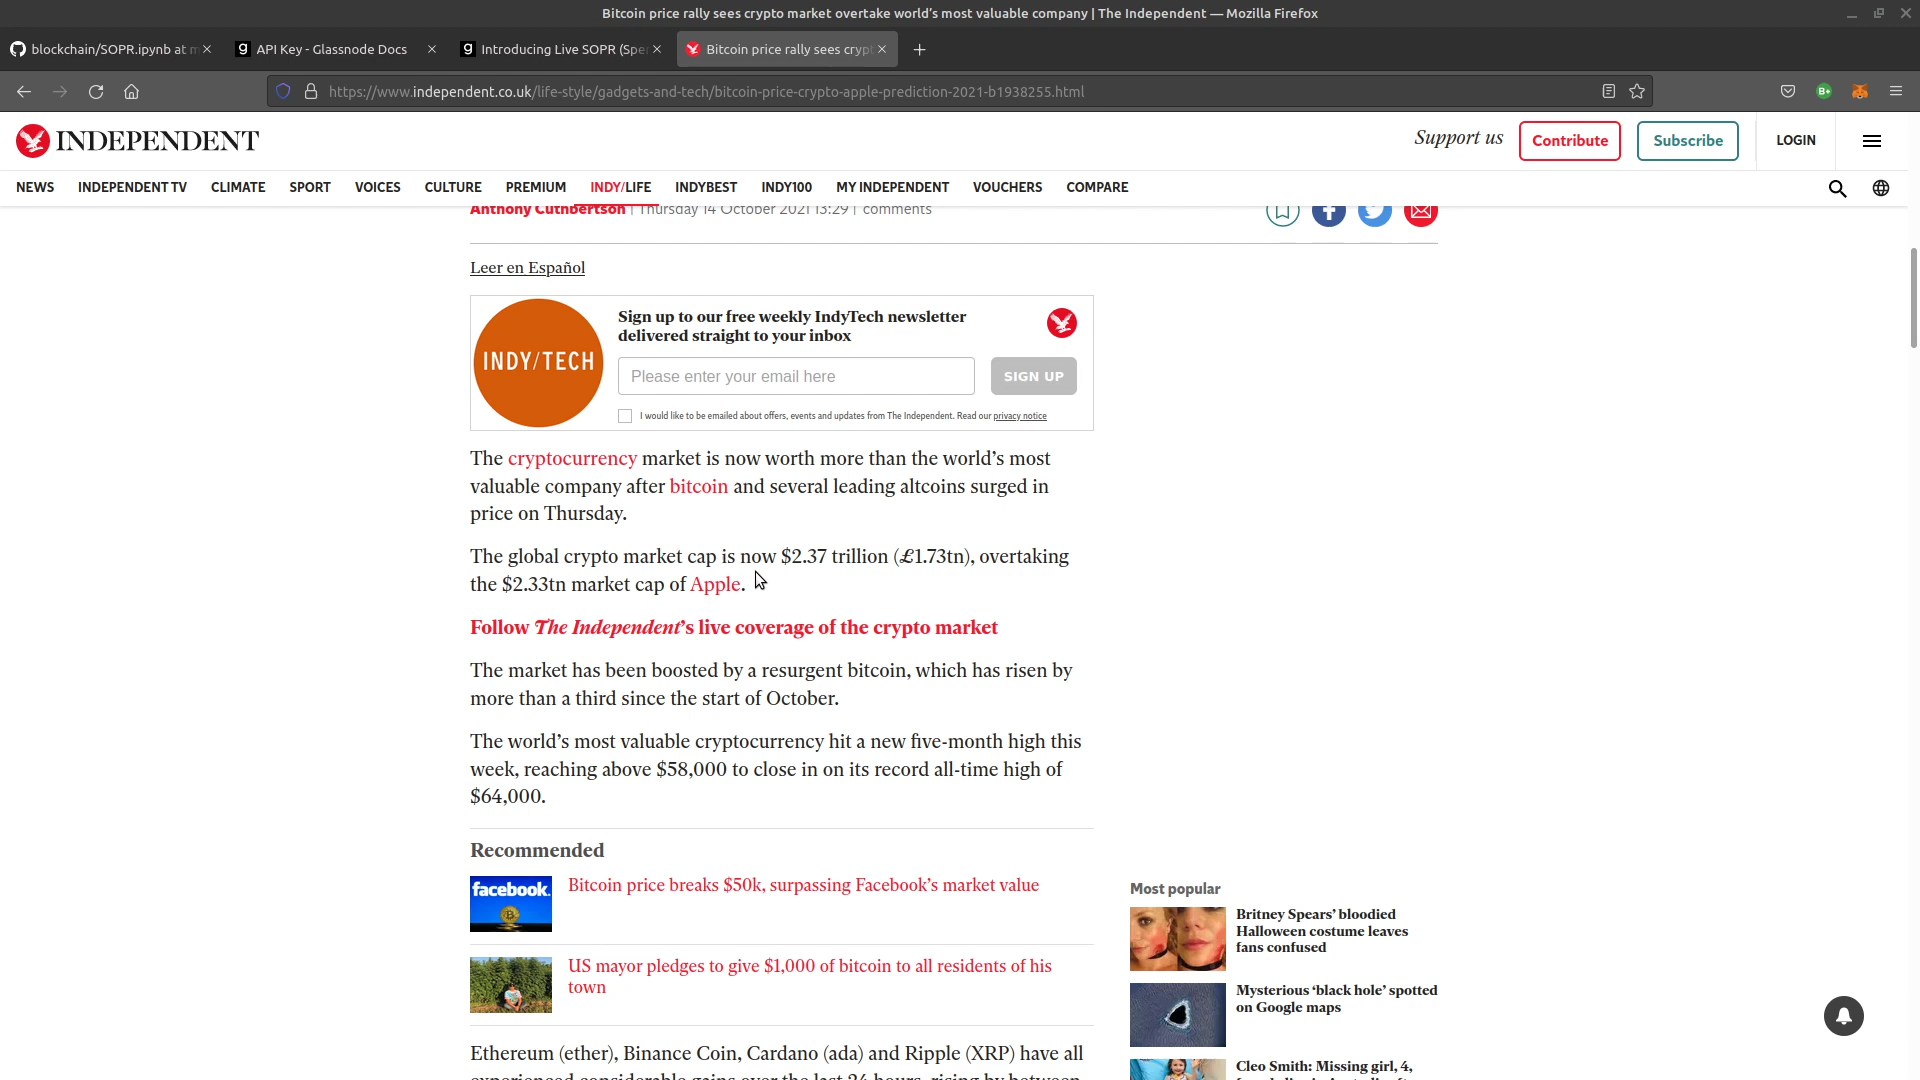 Bitcoin price rally sees crypto market overtake world's most valuable company | The Independent — Mozilla Firefox
blockchain/SOPR.ipynb at m
API Key - Glassnode Docs
Introducing Live SOPR (Spe
Bitcoin price rally sees crypt
https://www.independent.co.uk/life-style/gadgets-and-tech/bitcoin-price-crypto-apple-prediction-2021-b1938255.html
B+
INDEPENDENT
Support us
Contribute
Subscribe
LOGIN
NEWS INDEPENDENT TV CLIMATE SPORT VOICES CULTURE PREMIUM INDY/LIFE INDYBEST INDY100 MY INDEPENDENT VOUCHERS COMPARE
Anthony Cuthbertson | Thursday 14 October 2021 13:29 | comments
Leer en Español
INDY/TECH
Sign up to our free weekly IndyTech newsletter
delivered straight to your inbox
Please enter your email here
SIGN UP
I would like to be emailed about offers, events and updates from The Independent. Read our privacy notice
The cryptocurrency market is now worth more than the world's most
valuable company after bitcoin and several leading altcoins surged in
price on Thursday.
The global crypto market cap is now $2.37 trillion (£1.73tn), overtaking
the $2.33tn market cap of Apple.
Follow The Independent's live coverage of the crypto market
The market has been boosted by a resurgent bitcoin, which has risen by
more than a third since the start of October.
The world's most valuable cryptocurrency hit a new five-month high this
week, reaching above $58,000 to close in on its record all-time high of
$64,000.
Recommended
facebook.
Bitcoin price breaks $50k, surpassing Facebook's market value
US mayor pledges to give $1,000 of bitcoin to all residents of his
town
Ethereum (ether), Binance Coin, Cardano (ada) and Ripple (XRP) have all
experienced considerable gains over the last 24 hours, rising by between
Most popular
Britney Spears' bloodied
Halloween costume leaves
fans confused
Mysterious 'black hole' spotted
on Google maps
Cleo Smith: Missing girl, 4,